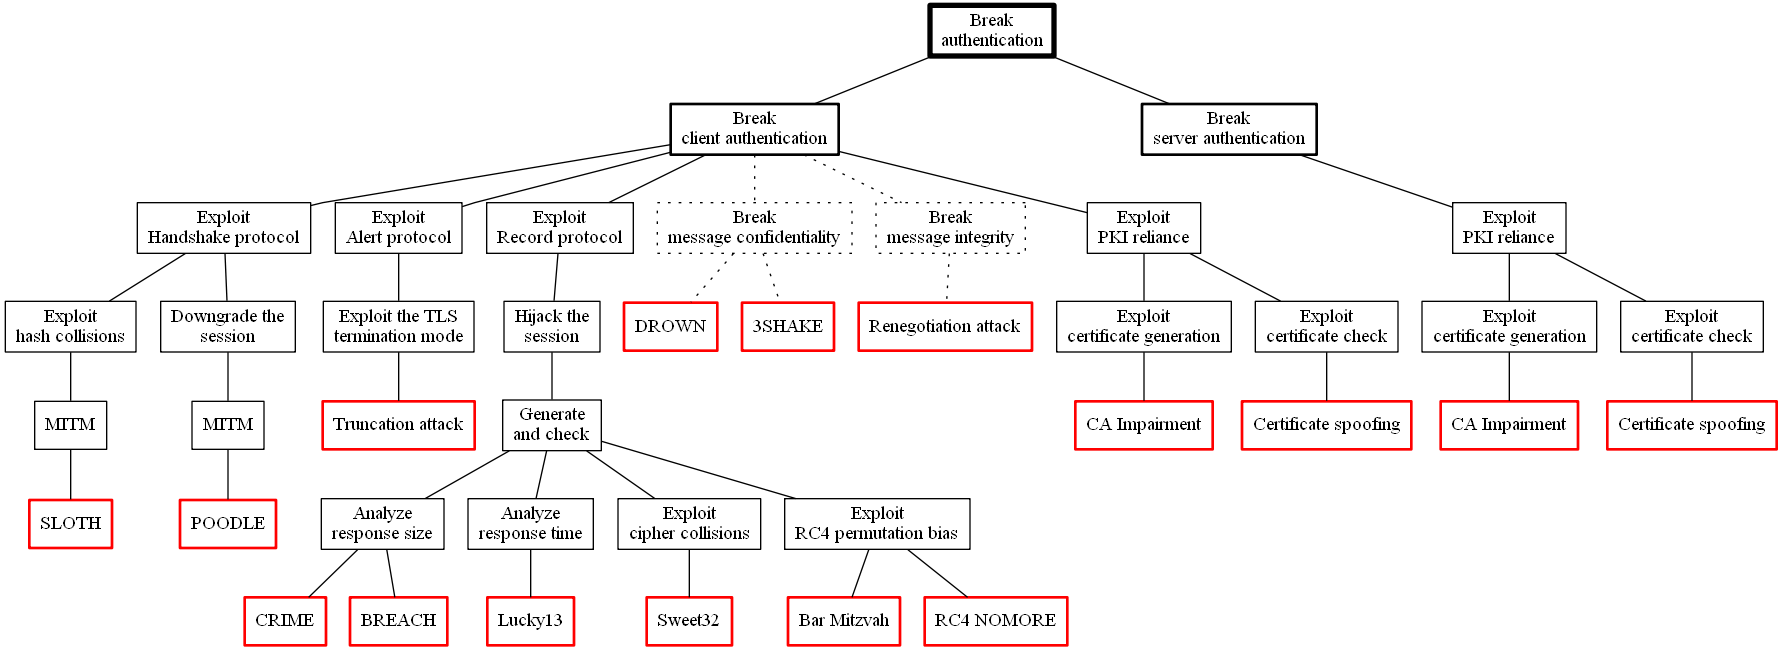 Break
authentication
Break
client authentication
Break
server authentication
Exploit
Handshake protocol
Exploit
Alert protocol
Exploit
Record protocol
Break
message confidentiality
Break
message integrity
Exploit
PKI reliance
Exploit
PKI reliance
Exploit
hash collisions
Downgrade the
session
Exploit the TLS
termination mode
Hijack the
session
DROWN
3SHAKE
Renegotiation attack
Exploit
certificate generation
Exploit
certificate check
Exploit
certificate generation
Exploit
certificate check
MITM
MITM
Truncation attack
Generate
and check
CA Impairment
Certificate spoofing
CA Impairment
Certificate spoofing
SLOTH
POODLE
Analyze
response size
Analyze
response time
Exploit
cipher collisions
Exploit
RC4 permutation bias
CRIME
BREACH
Lucky13
Sweet32
Bar Mitzvah
RC4 NOMORE